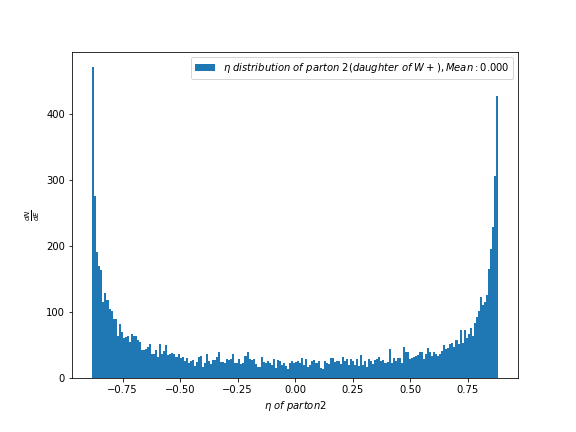 η distribution of parton 2(daughter of W+), Mean: 0.000
400
300
200
100
0
dN
dE
−0.75 −0.50 −0.25 0.00 0.25 0.50 0.75
η of parton2